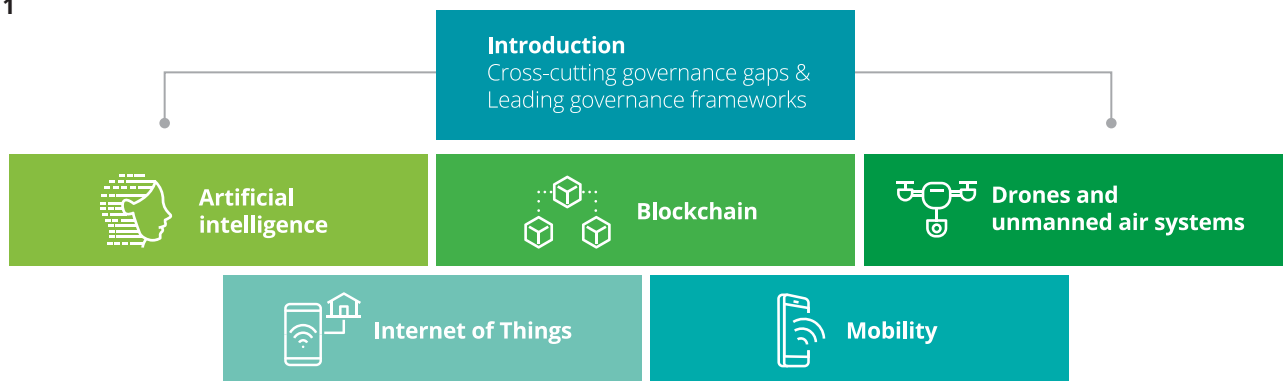 1
Introduction
Cross-cutting governance gaps &
Leading governance frameworks
Artificial
intelligence
Blockchain
Drones and
unmanned air systems
Internet of Things
Mobility